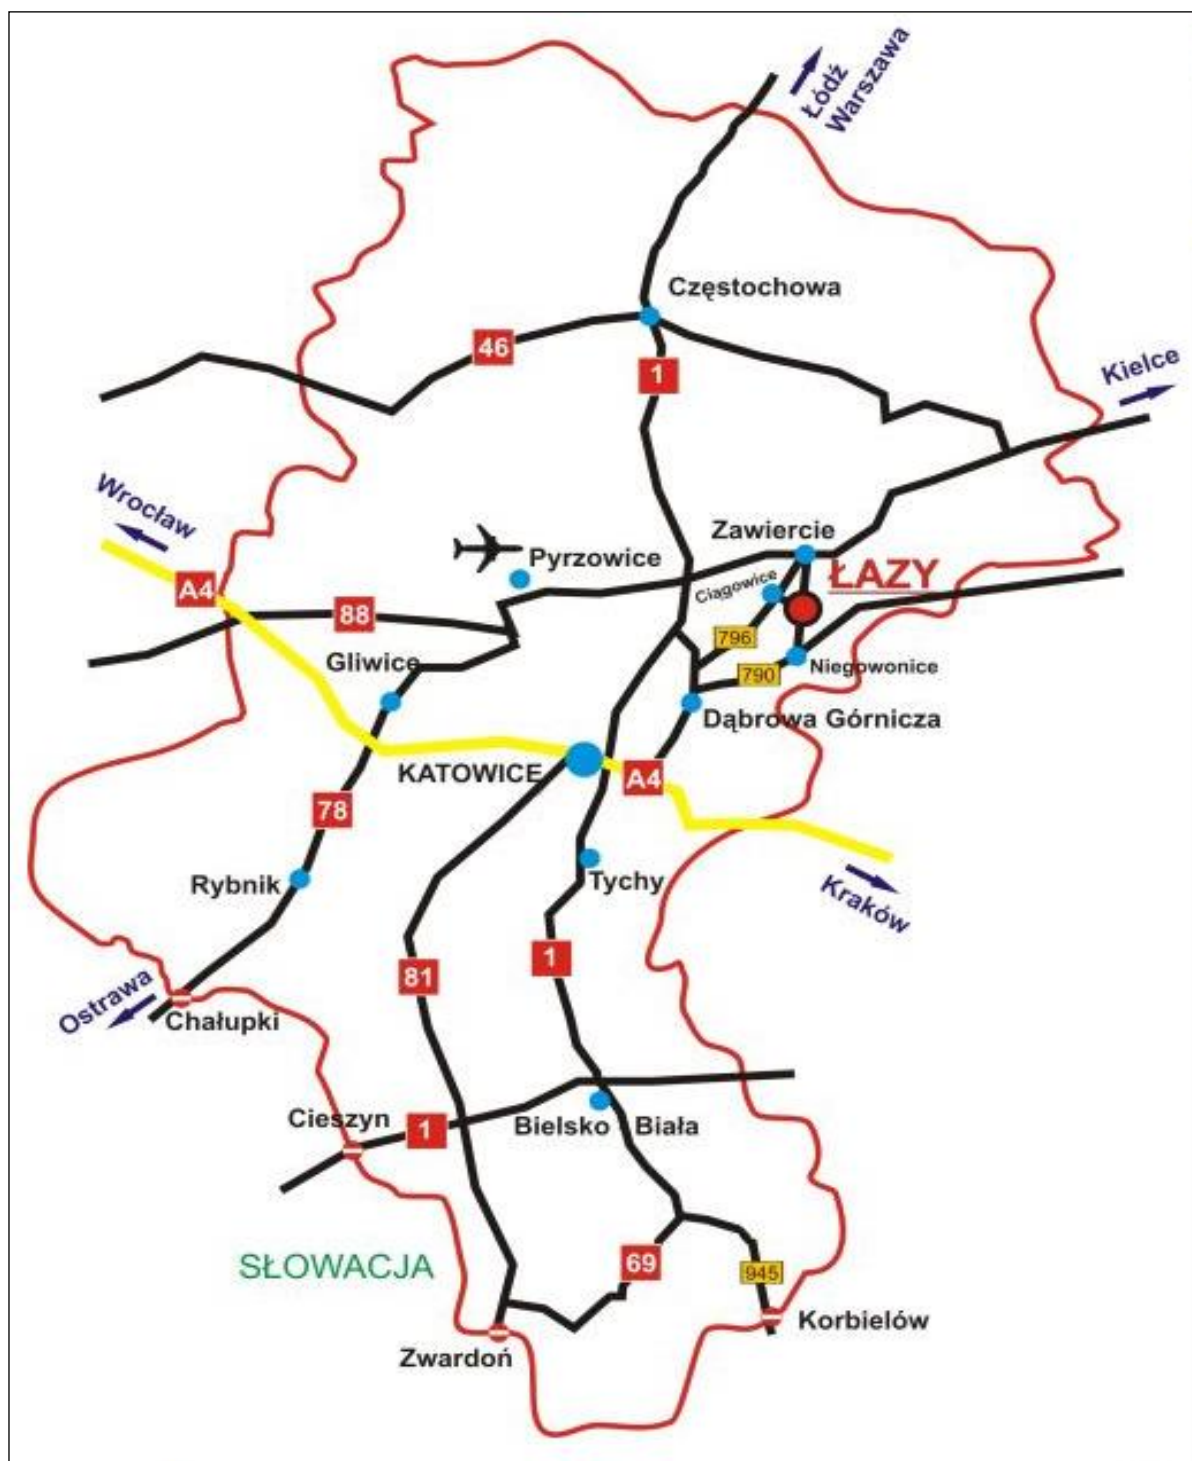 Łódź
Warszawa
Częstochowa
46
1
Kielce
Wrocław
Zawiercie
Pyrzowice
ŁAZY
Ciągowice
A4
88
796
Gliwice
Niegowonice
790
Dąbrowa Górnicza
KATOWICE
A4
78
Rybnik
Tychy
Kraków
1
81
Ostrawa
Chałupki
Cieszyn
1
Bielsko Biała
SŁOWACJA
69
945
Korbielów
Zwardoń